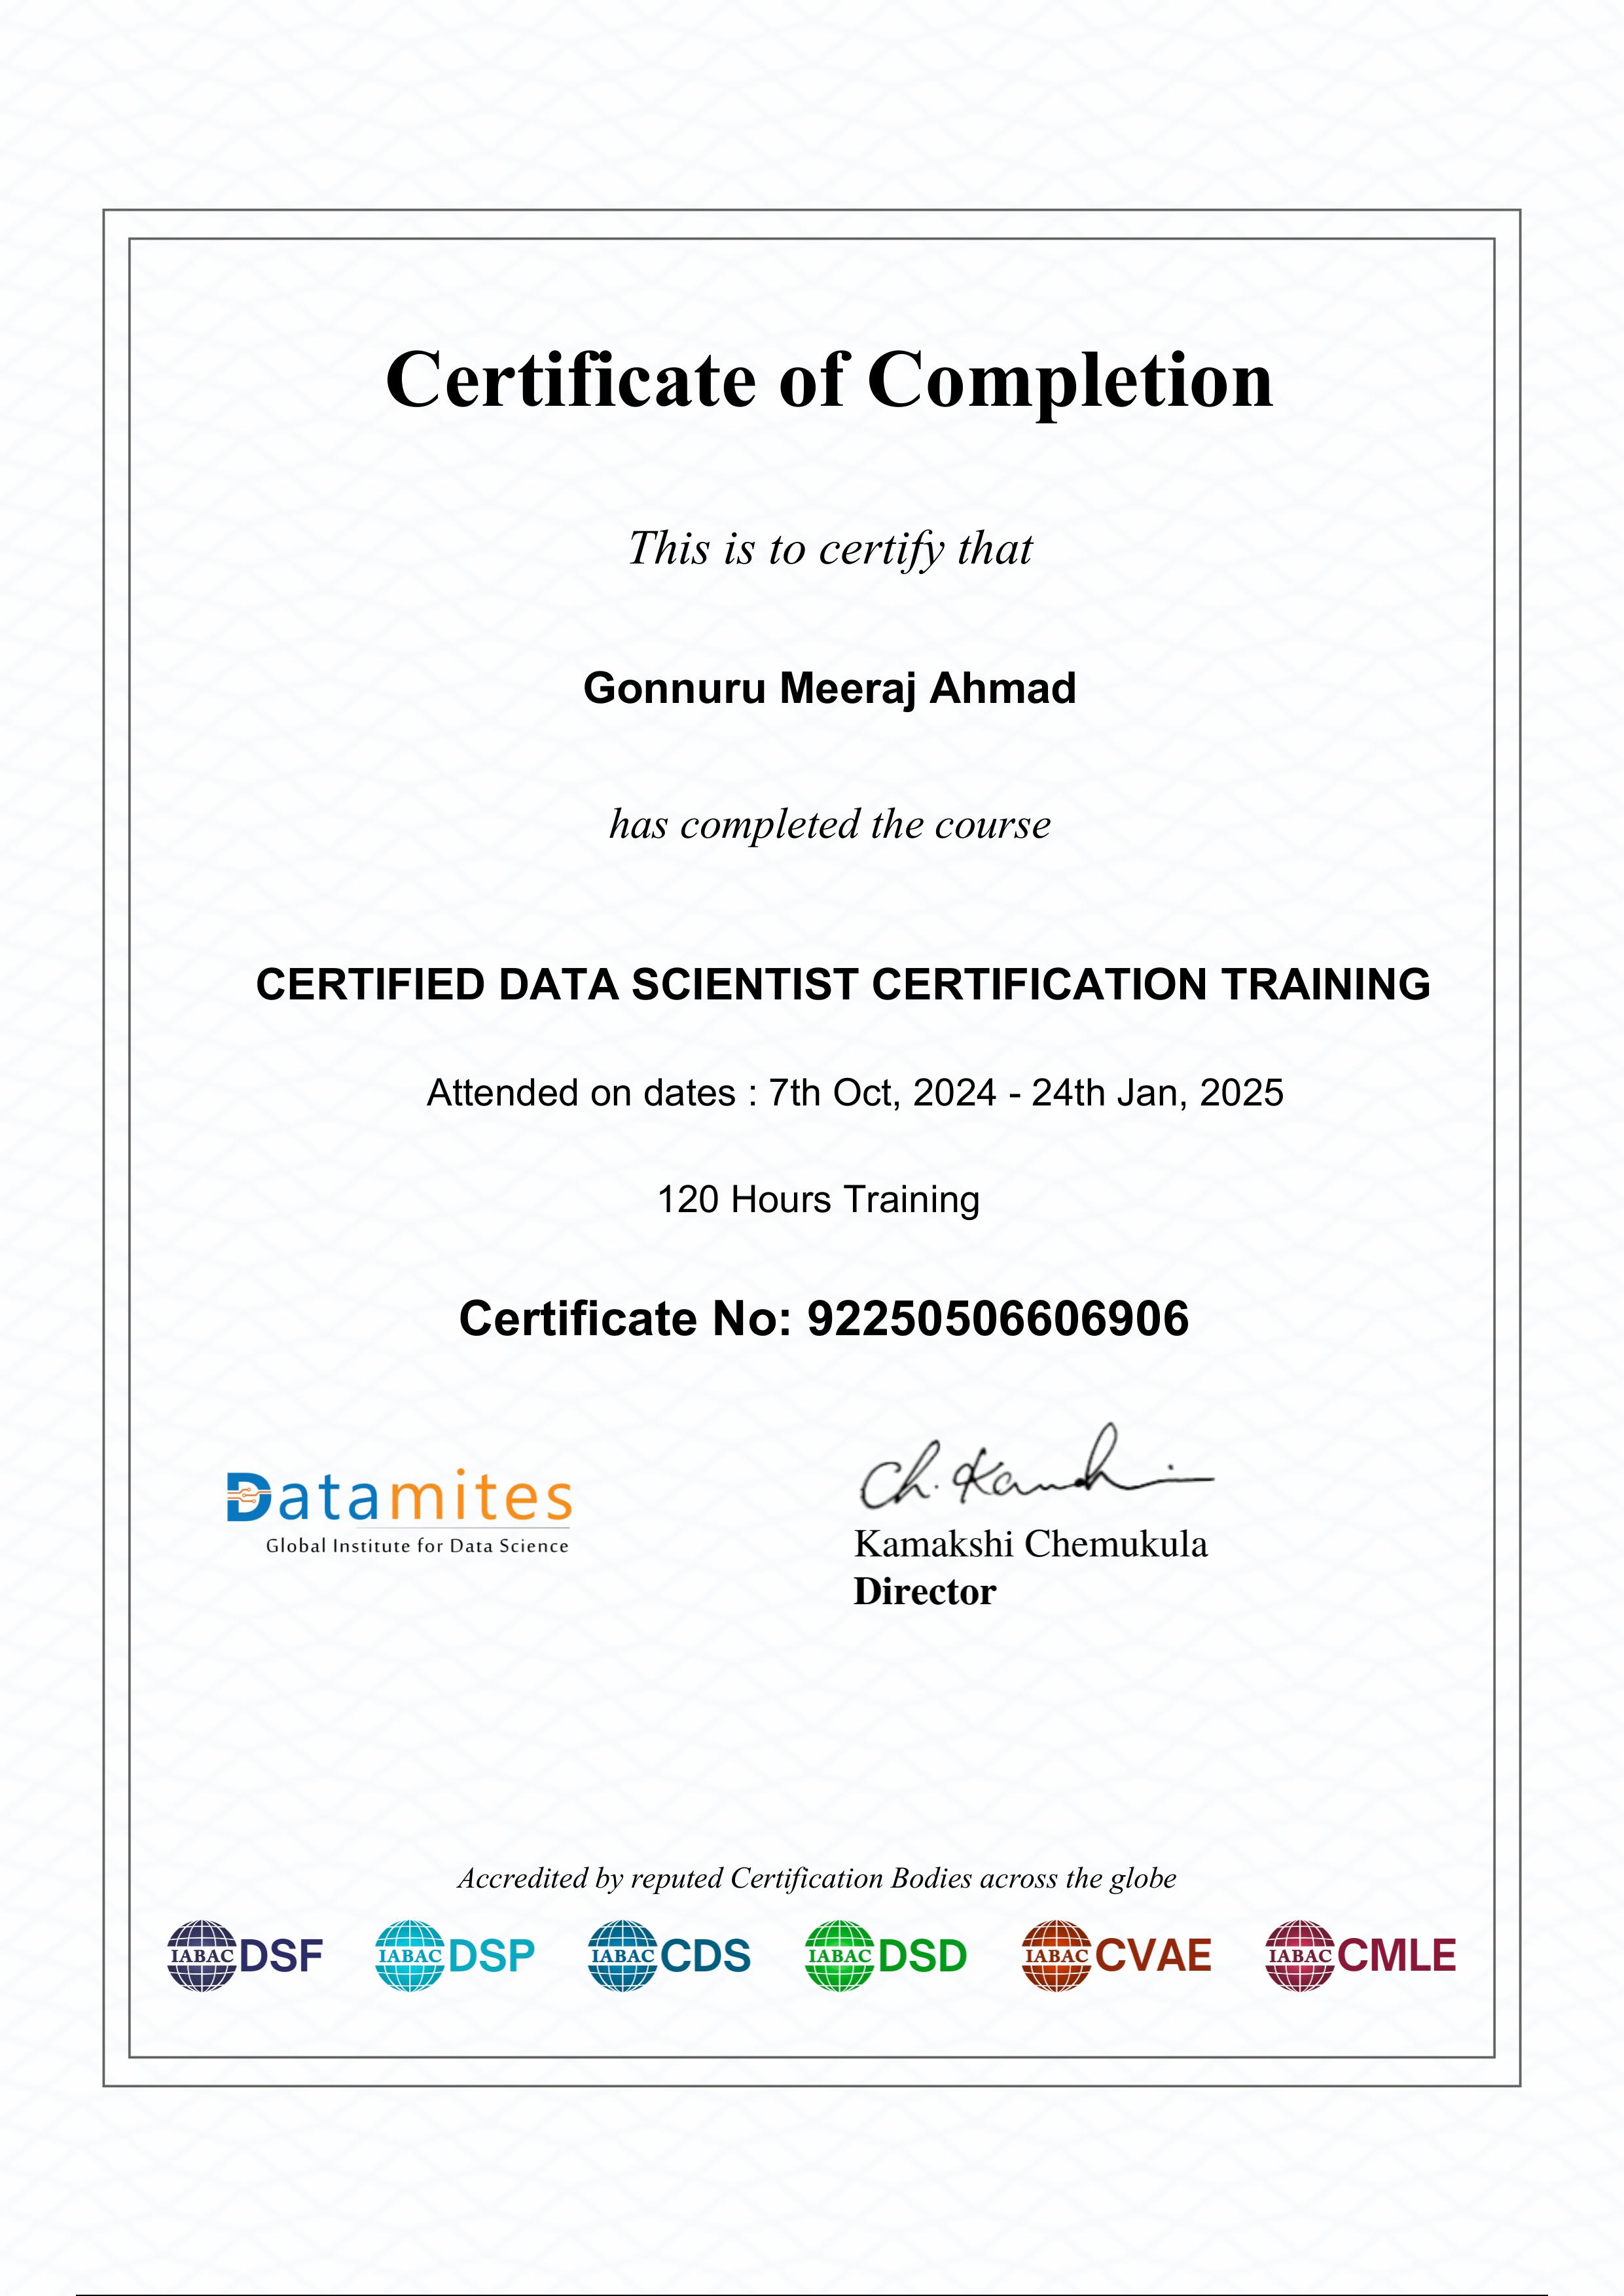 Certificate of Completion
This is to certify that
Gonnuru Meeraj Ahmad
has completed the course
CERTIFIED DATA SCIENTIST CERTIFICATION TRAINING
Attended on dates : 7th Oct, 2024 - 24th Jan, 2025
120 Hours Training
Certificate No: 92250506606906
Datamites
Global Institute for Data Science
Ch. Kamakshi
Kamakshi Chemukula
Director
Accredited by reputed Certification Bodies across the globe
IABAC DSF IABAC DSP IABAC CDS IABAC DSD IABAC CVAE IABAC CMLE